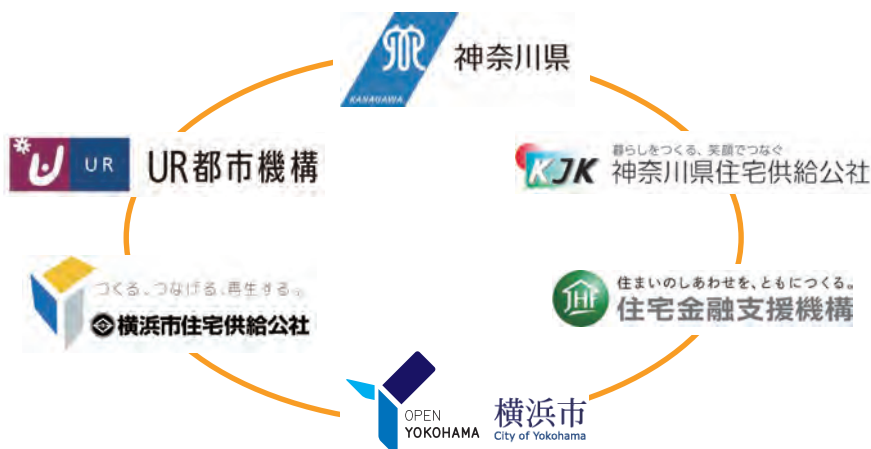 KANAGAWA
神奈川県
UR
UR都市機構
暮らしをつくる、笑顔でつなぐ
KJK 神奈川県住宅供給公社
つくる、つなげる、再生する。
横浜市住宅供給公社
JHF
住まいのしあわせを、ともにつくる。
住宅金融支援機構
OPEN
YOKOHAMA
横浜市
City of Yokohama